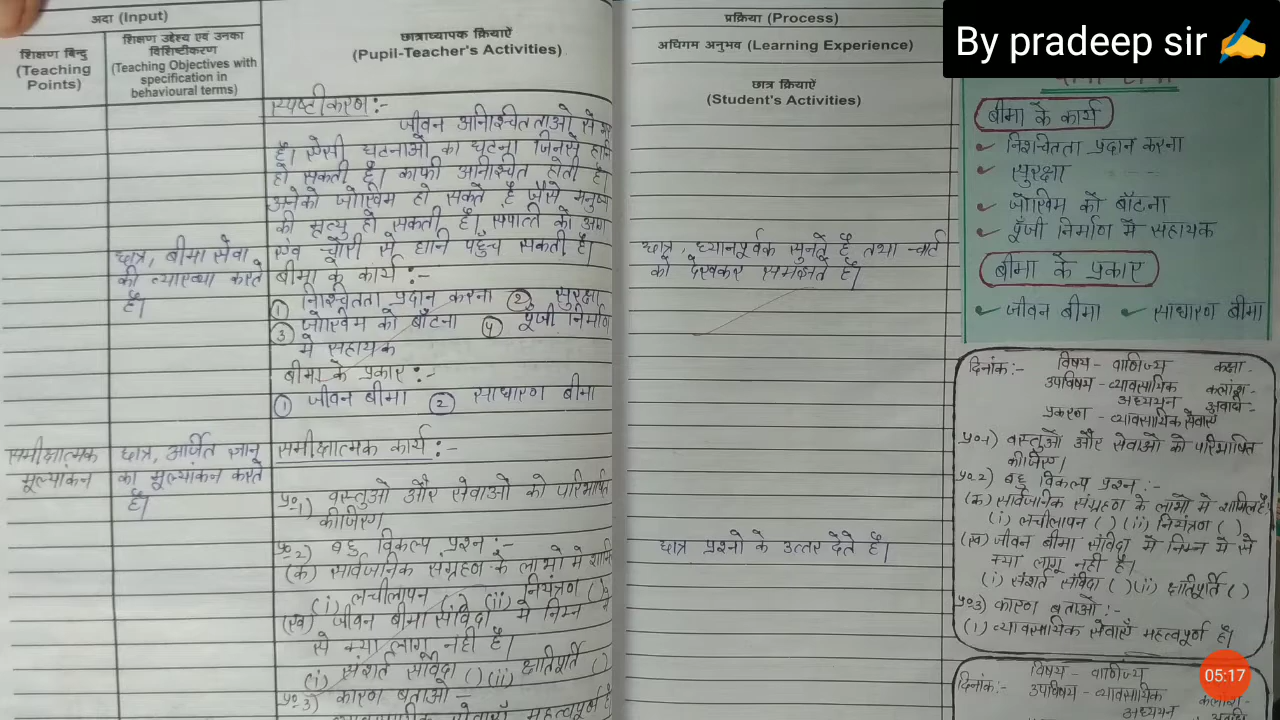 अदा (Input)
शिक्षण बिन्दु
(Teaching
Points)
शिक्षण उद्देश्य एवं उनका
विशिष्टीकरण
(Teaching Objectives with
specification in
behavioural terms)
छात्राध्यापक क्रियाऐं
(Pupil-Teacher's Activities)
स्पष्टीकरण:-
जीवन अनिश्चितताओ से
है। ऐसी घटनाओ का घटना जिनसे हानि
हो सकती है। काफी अनिश्चीत होती है।
अनेको जोखिम हो सकते है जैसे मनुष्य
की मृत्यु हो सकती है। संपात्ती को आग
एंव चौरी से हानि पहुँच सकती है।
छात्र, बीमा सेवा
की व्याख्या करते
है।
बीमा के कार्य :-
① निश्चितता प्रदान करना ② सुरक्षा
③ जोखिम को बाँटना ④ पूँजी निर्माण
मे सहायक
बीमा के प्रकार :-
① जीवन बीमा ② साधारण बीमा
समीक्षात्मक
मूल्यांकन
छात्र, अर्जित ज्ञान
का मूल्यांकन करते
है।
समीक्षात्मक कार्य :-
प्र०1) वस्तुओ और सेवाओ को
कीजिए
प्र०2) बहु विकल्प प्रश्न :-
(क) सार्वजनिक संग्रहण के लाभो मे
(i) लचीलापन ( ) (ii) नियंत्रण ( )
(ख) जीवन बीमा संविदा मे निम्न मे
से क्या लागू नही है।
(i) संशर्त संविदा ( ) (ii) क्षतिपूर्ति ( )
प्र०3) कारण बताओ –
सेवाएँ महत्वपूर्ण है
प्रक्रिया (Process)
अधिगम अनुभव (Learning Experience)
छात्र क्रियाऐं
(Student's Activities)
छात्र, ध्यानपूर्वक सुनते है तथा चार्ट
को देखकर समझते है।
छात्र प्रश्नो के उत्तर देते है।
By pradeep sir ✍️
बीमा के कार्य
✓ निश्चितता प्रदान करना
✓ सुरक्षा
✓ जोखिम को बाँटना
✓ पूँजी निर्माण मे सहायक
बीमा के प्रकार
✓ जीवन बीमा ✓ साधारण बीमा
दिनांक:- विषय - वाणिज्य कक्षा -
उपविषय - व्यावसायिक कलांश:-
अध्ययन अवधि -
प्रकरण - व्यावसायिक सेवाएँ
प्र०1) वस्तुओ और सेवाओ को परिभाषित
कीजिए।
प्र०2) बहु विकल्प प्रश्न :-
(क) सार्वजनिक संग्रहण के लाभो मे शामिल है।
(i) लचीलापन ( ) (ii) नियंत्रण ( )
(ख) जीवन बीमा संविदा मे निम्न मे से
क्या लागू नही है।
(i) संशर्त संविदा ( ) (ii) क्षतिपूर्ति ( )
प्र०3) कारण बताओ :-
(1) व्यावसायिक सेवाएँ महत्वपूर्ण है।
विषय - वाणिज्य
दिनांक:- उपविषय - व्यावसायिक कलांश:-
अध्ययन
05:17